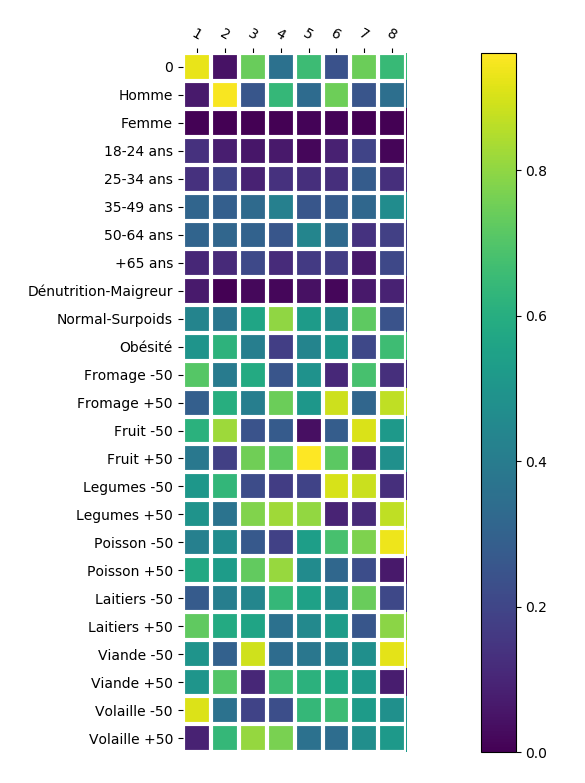 1 2 3 4 5 6 7 8
0
Homme
Femme
18-24 ans
25-34 ans
35-49 ans
50-64 ans
+65 ans
Dénutrition-Maigreur
Normal-Surpoids
Obésité
Fromage -50
Fromage +50
Fruit -50
Fruit +50
Legumes -50
Legumes +50
Poisson -50
Poisson +50
Laitiers -50
Laitiers +50
Viande -50
Viande +50
Volaille -50
Volaille +50
0.8
0.6
0.4
0.2
0.0